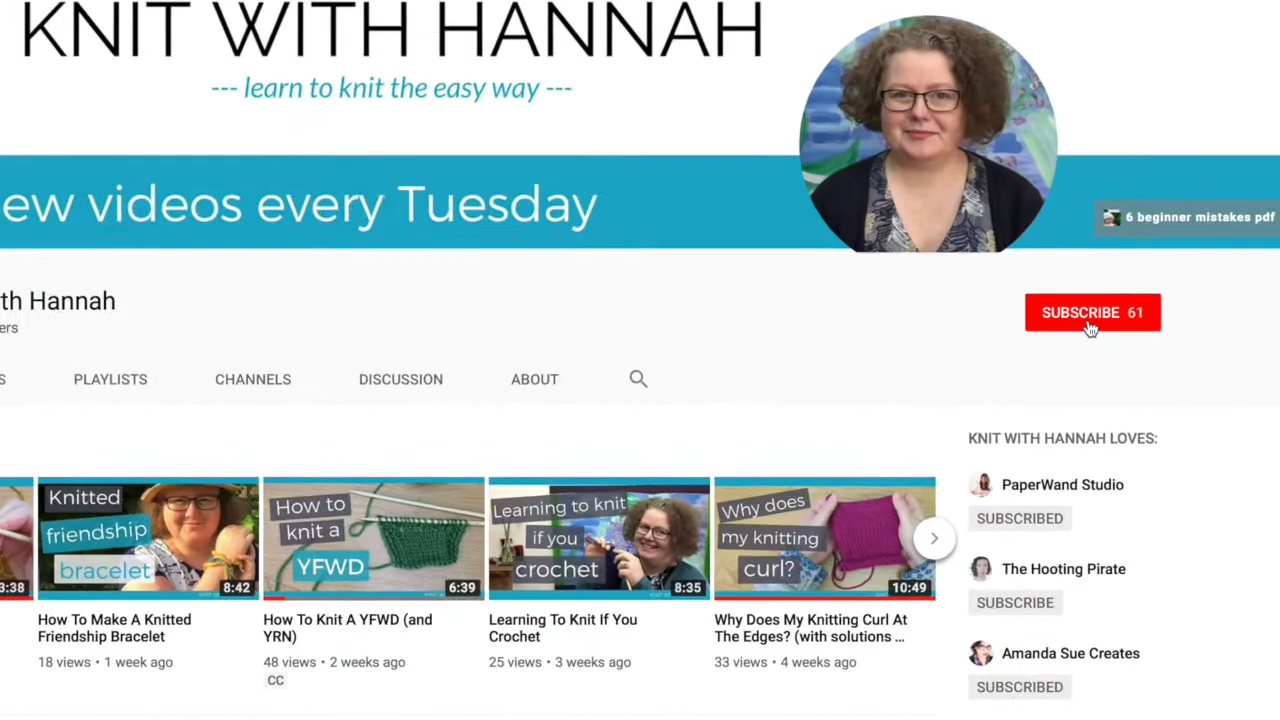 KNIT WITH HANNAH
--- learn to knit the easy way ---
ew videos every Tuesday
6 beginner mistakes pdf
th Hannah
ers
SUBSCRIBE 61
S
PLAYLISTS
CHANNELS
DISCUSSION
ABOUT
KNIT WITH HANNAH LOVES:
3:38
Knitted
friendship
bracelet
8:42
How to
knit a
YFWD
6:39
Learning to knit
if you
crochet
8:35
Why does
my knitting
curl?
10:49
How To Make A Knitted
Friendship Bracelet
18 views • 1 week ago
How To Knit A YFWD (and
YRN)
48 views • 2 weeks ago
CC
Learning To Knit If You
Crochet
25 views • 3 weeks ago
Why Does My Knitting Curl At
The Edges? (with solutions ...
33 views • 4 weeks ago
PaperWand Studio
SUBSCRIBED
The Hooting Pirate
SUBSCRIBE
Amanda Sue Creates
SUBSCRIBED